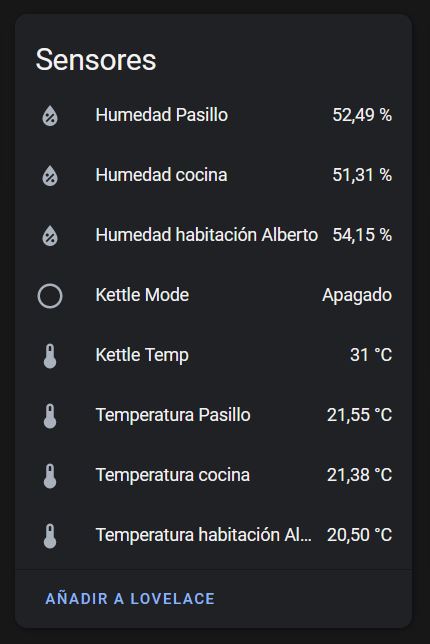 Sensores
Humedad Pasillo 52,49 %
Humedad cocina 51,31 %
Humedad habitación Alberto 54,15 %
Kettle Mode Apagado
Kettle Temp 31 °C
Temperatura Pasillo 21,55 °C
Temperatura cocina 21,38 °C
Temperatura habitación Al... 20,50 °C
AÑADIR A LOVELACE